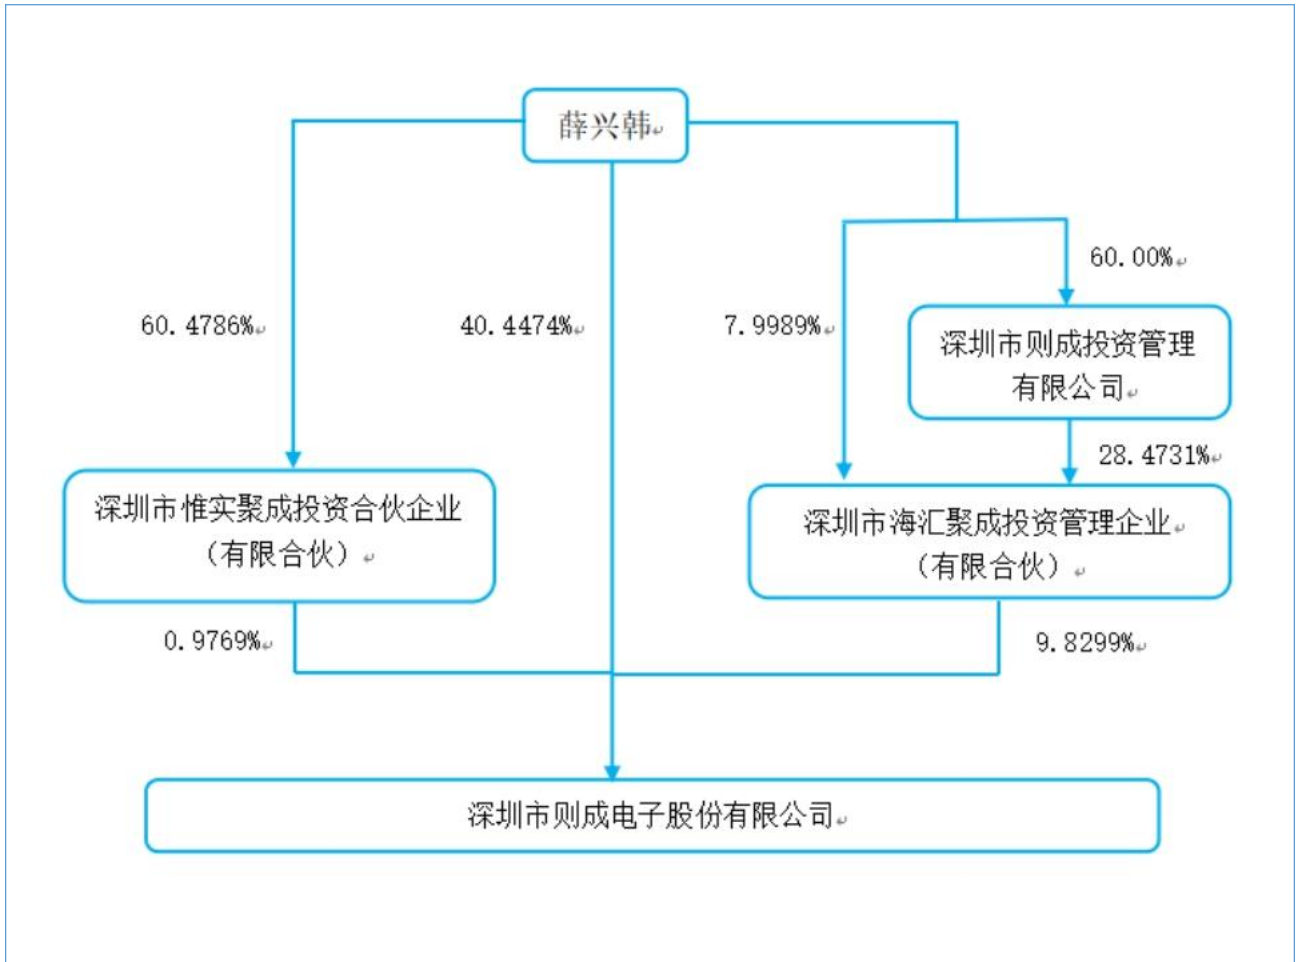 薛兴韩
60.00%
60.4786%
40.4474%
7.9989%
深圳市则成投资管理
有限公司
28.4731%
深圳市惟实聚成投资合伙企业
（有限合伙）
深圳市海汇聚成投资管理企业
（有限合伙）
0.9769%
9.8299%
深圳市则成电子股份有限公司